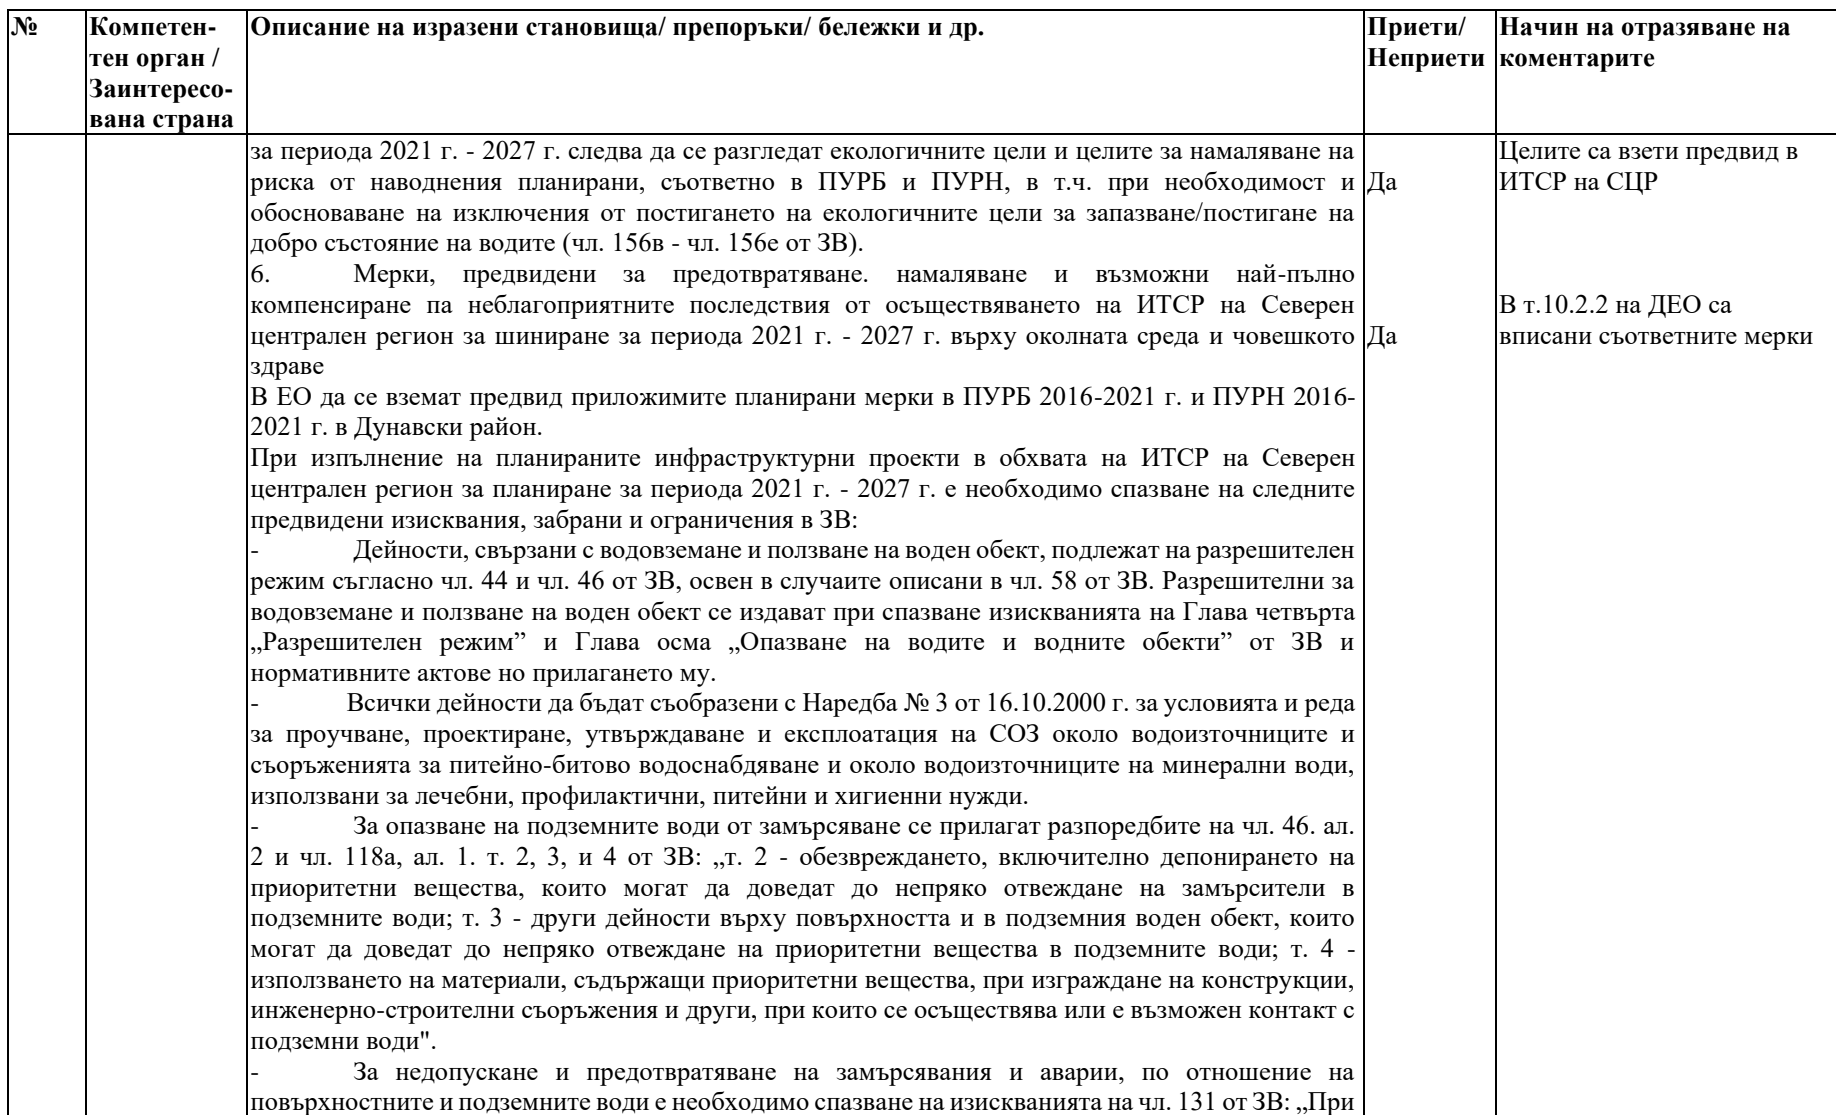 №
Компетен-
тен орган /
Заинтересо-
вана страна
Описание на изразени становища/ препоръки/ бележки и др.
Приети/
Неприети
Начин на отразяване на
коментарите
за периода 2021 г. - 2027 г. следва да се разгледат екологичните цели и целите за намаляване на
риска от наводнения планирани, съответно в ПУРБ и ПУРН, в т.ч. при необходимост и
обосноваване на изключения от постигането на екологичните цели за запазване/постигане на
добро състояние на водите (чл. 156в - чл. 156е от ЗВ).
6. Мерки, предвидени за предотвратяване. намаляване и възможни най-пълно
компенсиране па неблагоприятните последствия от осъществяването на ИТСР на Северен
централен регион за шиниране за периода 2021 г. - 2027 г. върху околната среда и човешкото
здраве
В ЕО да се вземат предвид приложимите планирани мерки в ПУРБ 2016-2021 г. и ПУРН 2016-
2021 г. в Дунавски район.
При изпълнение на планираните инфраструктурни проекти в обхвата на ИТСР на Северен
централен регион за планиране за периода 2021 г. - 2027 г. е необходимо спазване на следните
предвидени изисквания, забрани и ограничения в ЗВ:
- Дейности, свързани с водовземане и ползване на воден обект, подлежат на разрешителен
режим съгласно чл. 44 и чл. 46 от ЗВ, освен в случаите описани в чл. 58 от ЗВ. Разрешителни за
водовземане и ползване на воден обект се издават при спазване изискванията на Глава четвърта
„Разрешителен режим” и Глава осма „Опазване на водите и водните обекти” от ЗВ и
нормативните актове но прилагането му.
- Всички дейности да бъдат съобразени с Наредба № 3 от 16.10.2000 г. за условията и реда
за проучване, проектиране, утвърждаване и експлоатация на СОЗ около водоизточниците и
съоръженията за питейно-битово водоснабдяване и около водоизточниците на минерални води,
използвани за лечебни, профилактични, питейни и хигиенни нужди.
- За опазване на подземните води от замърсяване се прилагат разпоредбите на чл. 46. ал.
2 и чл. 118а, ал. 1. т. 2, 3, и 4 от ЗВ: „т. 2 - обезвреждането, включително депонирането на
приоритетни вещества, които могат да доведат до непряко отвеждане на замърсители в
подземните води; т. 3 - други дейности върху повърхността и в подземния воден обект, които
могат да доведат до непряко отвеждане на приоритетни вещества в подземните води; т. 4 -
използването на материали, съдържащи приоритетни вещества, при изграждане на конструкции,
инженерно-строителни съоръжения и други, при които се осъществява или е възможен контакт с
подземни води".
- За недопускане и предотвратяване на замърсявания и аварии, по отношение на
повърхностните и подземните води е необходимо спазване на изискванията на чл. 131 от ЗВ: „При
Да
Да
Целите са взети предвид в
ИТСР на СЦР
В т.10.2.2 на ДЕО са
вписани съответните мерки